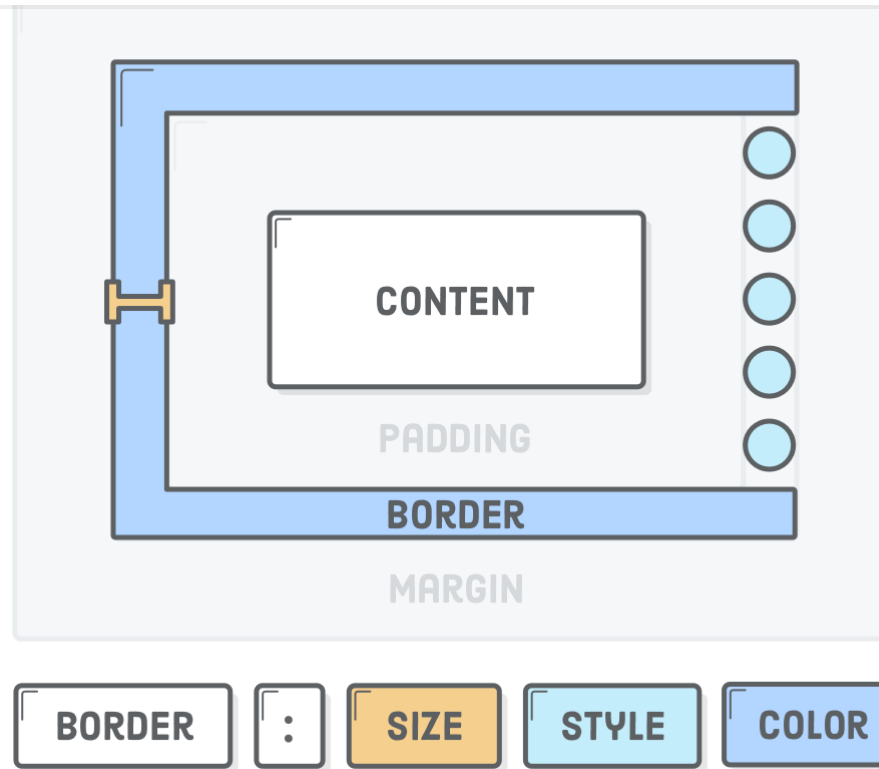 CONTENT
PADDING
BORDER
MARGIN
BORDER : SIZE STYLE COLOR